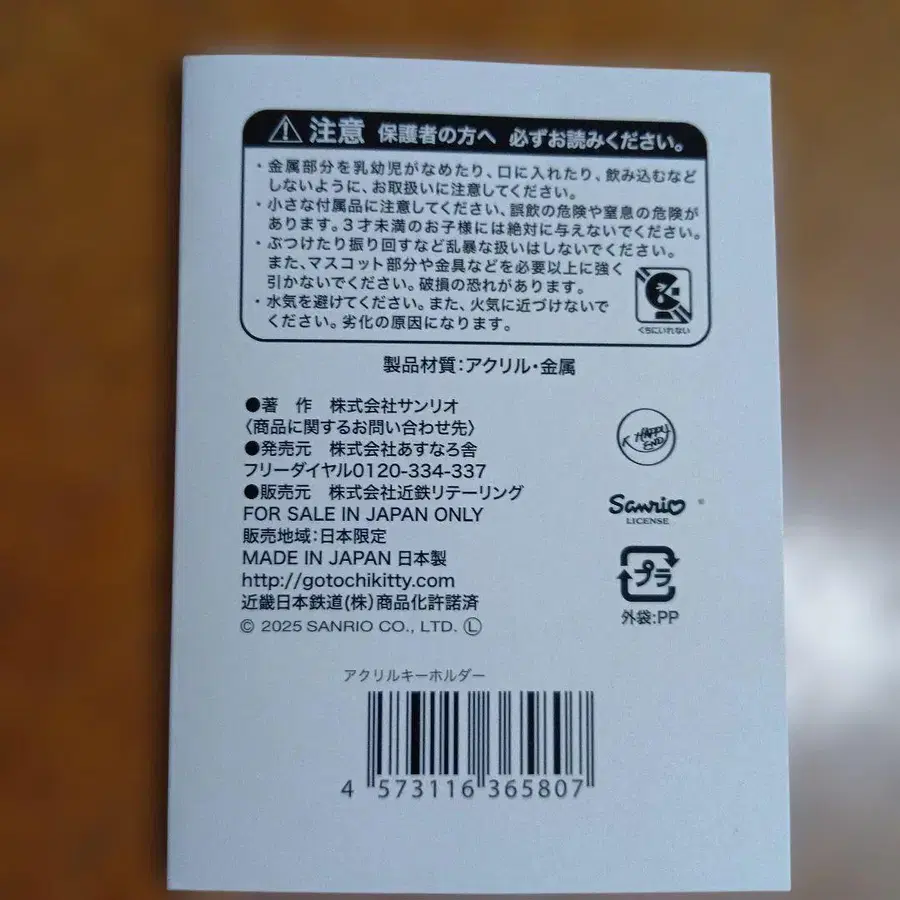 注意 保護者の方へ 必ずお読みください。
・金属部分を乳幼児がなめたり、口に入れたり、飲み込むなど
しないように、お取扱いに注意してください。
・小さな付属品に注意してください、誤飲の危険や窒息の危険が
あります。3才未満のお子様には絶対に与えないでください。
・ぶつけたり振り回すなど乱暴な扱いはしないでください。
また、マスコット部分や金具などを必要以上に強く
引かないでください。破損の恐れがあります。
・水気を避けてください。また、火気に近づけないで
ください。劣化の原因になります。
くちにいれない
製品材質:アクリル・金属
●著 作 株式会社サンリオ
〈商品に関するお問い合わせ先〉
●発売元 株式会社あすなろ舎
フリーダイヤル0120-334-337
●販売元 株式会社近鉄リテーリング
FOR SALE IN JAPAN ONLY
販売地域:日本限定
MADE IN JAPAN 日本製
http://gotochikitty.com
近畿日本鉄道(株)商品化許諾済
© 2025 SANRIO CO., LTD. Ⓛ
HAPPY
END
Sanrio
LICENSE
プラ
外袋:PP
アクリルキーホルダー
4 573116 365807